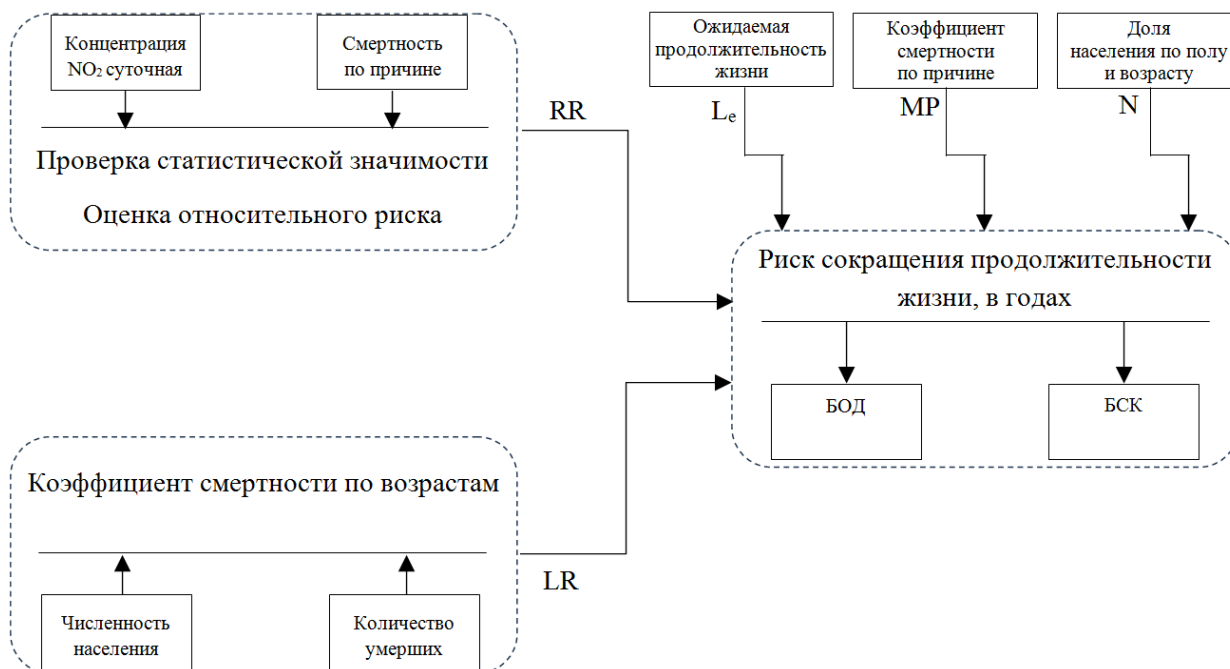 Концентрация
NO₂ суточная
Смертность
по причине
Проверка статистической значимости
Оценка относительного риска
RR
Ожидаемая
продолжительность
жизни
Коэффициент
смертности
по причине
Доля
населения по полу
и возрасту
Lₑ
MP
N
Риск сокращения продолжительности
жизни, в годах
БОД
БСК
Коэффициент смертности по возрастам
LR
Численность
населения
Количество
умерших